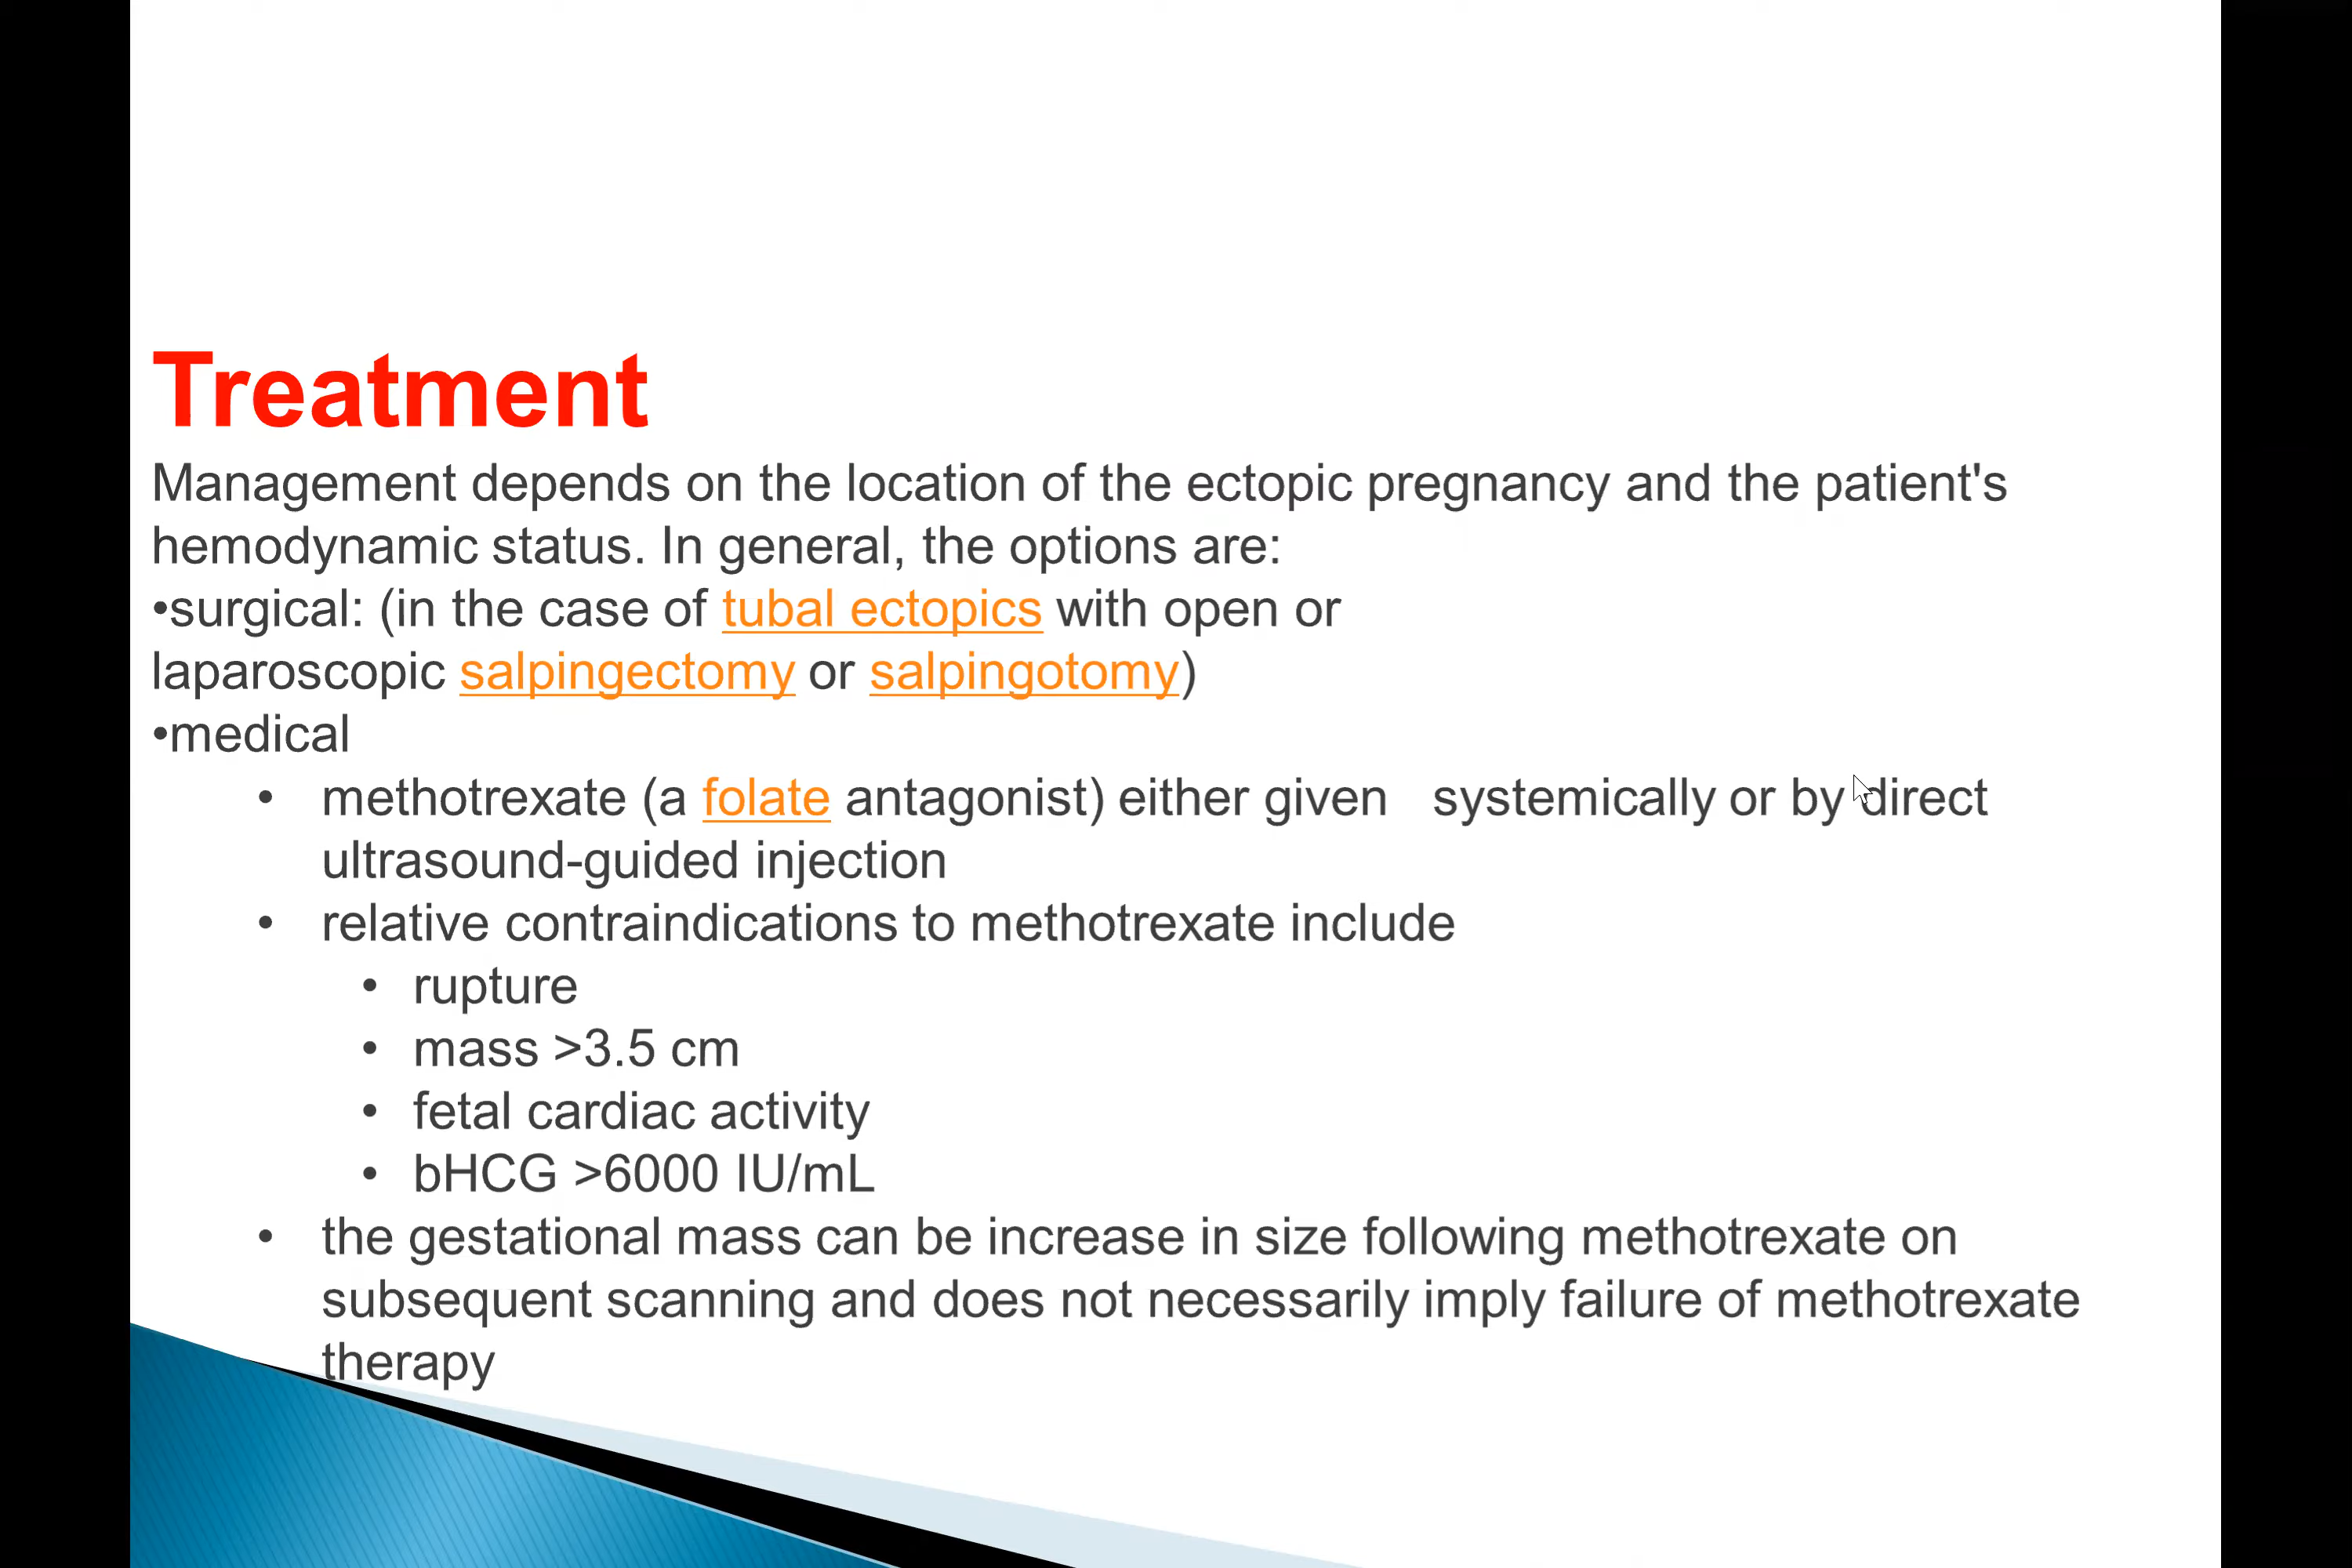 Treatment
Management depends on the location of the ectopic pregnancy and the patient's
hemodynamic status. In general, the options are:
•surgical: (in the case of tubal ectopics with open or
laparoscopic salpingectomy or salpingotomy)
•medical
• methotrexate (a folate antagonist) either given systemically or by direct
ultrasound-guided injection
• relative contraindications to methotrexate include
• rupture
• mass >3.5 cm
• fetal cardiac activity
• bHCG >6000 IU/mL
• the gestational mass can be increase in size following methotrexate on
subsequent scanning and does not necessarily imply failure of methotrexate
therapy